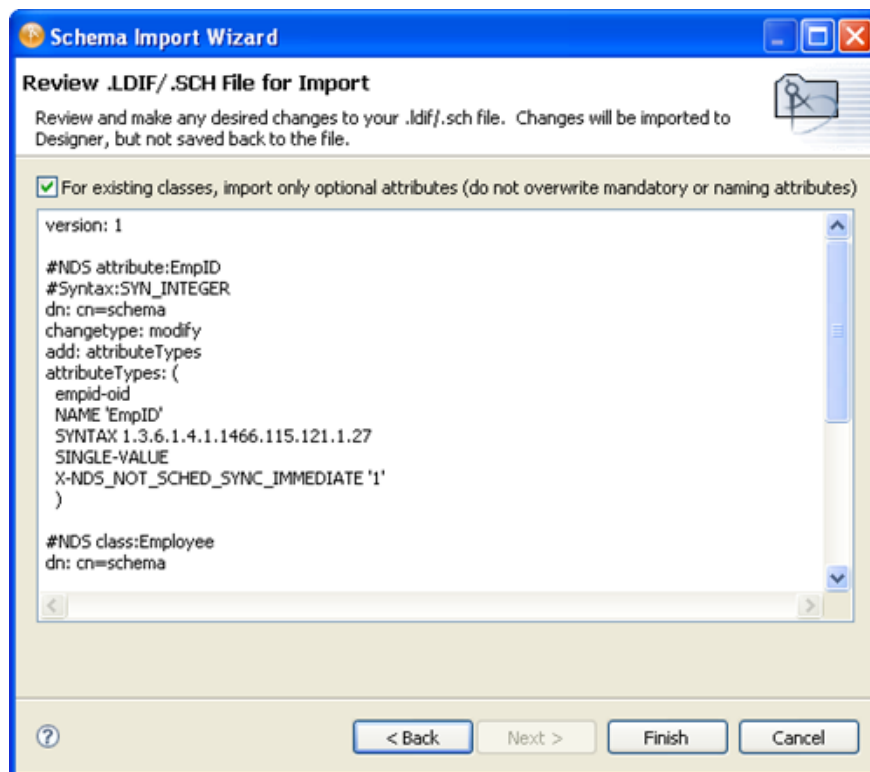 Schema Import Wizard
Review .LDIF/.SCH File for Import
Review and make any desired changes to your .ldif/.sch file.  Changes will be imported to
Designer, but not saved back to the file.
For existing classes, import only optional attributes (do not overwrite mandatory or naming attributes)
version: 1
#NDS attribute:EmpID
#Syntax:SYN_INTEGER
dn: cn=schema
changetype: modify
add: attributeTypes
attributeTypes: (
empid-oid
NAME 'EmpID'
SYNTAX 1.3.6.1.4.1.1466.115.121.1.27
SINGLE-VALUE
X-NDS_NOT_SCHED_SYNC_IMMEDIATE '1'
)
#NDS class:Employee
dn: cn=schema
?
< Back Next > Finish Cancel